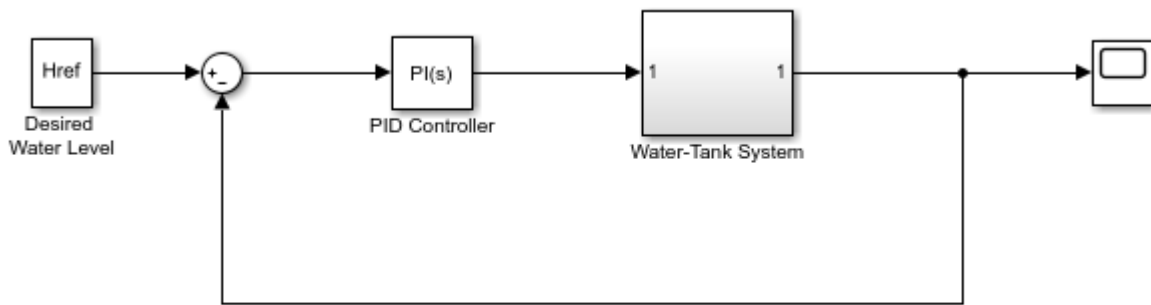 Href
Desired
Water Level
+
−
PI(s)
PID Controller
1
1
Water-Tank System